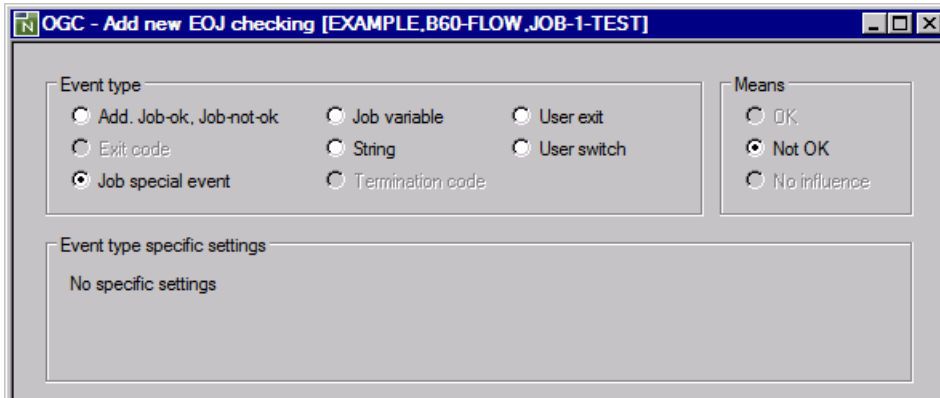 OGC - Add new EOJ checking [EXAMPLE,B60-FLOW,JOB-1-TEST]
Event type
Means
Add. Job-ok, Job-not-ok
Job variable
User exit
OK
Exit code
String
User switch
Not OK
Job special event
Termination code
No influence
Event type specific settings
No specific settings